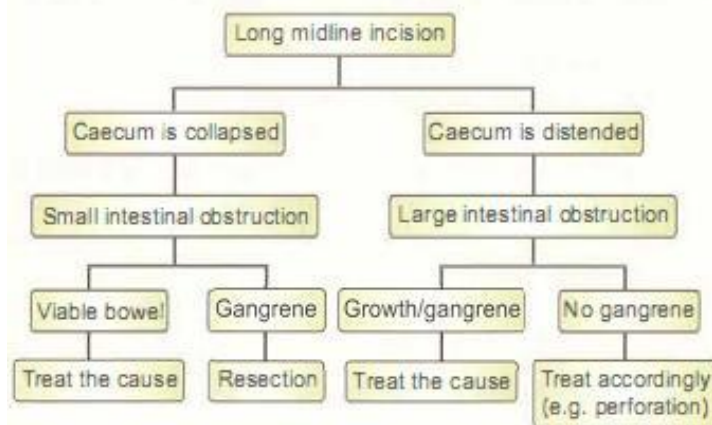 Long midline incision
Caecum is collapsed
Caecum is distended
Small intestinal obstruction
Large intestinal obstruction
Viable bowel
Gangrene
Growth/gangrene
No gangrene
Treat the cause
Resection
Treat the cause
Treat accordingly
(e.g. perforation)